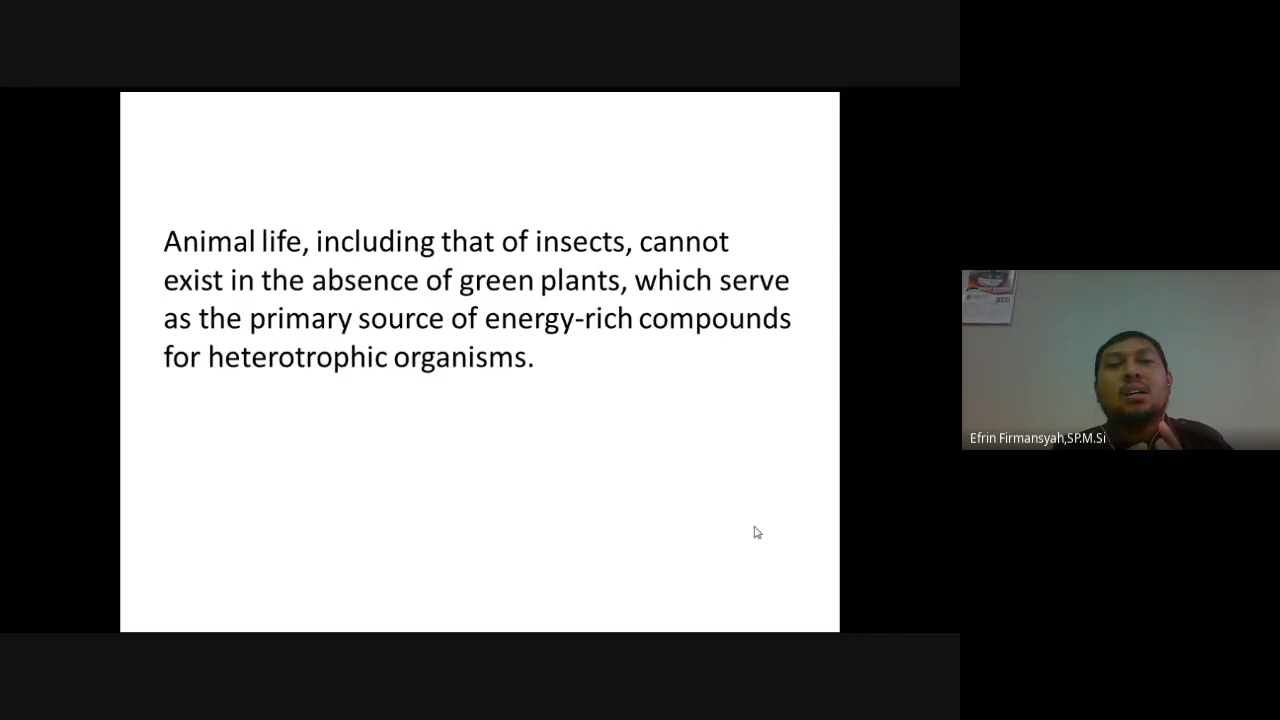 Animal life, including that of insects, cannot
exist in the absence of green plants, which serve
as the primary source of energy-rich compounds
for heterotrophic organisms.
Efrin Firmansyah,SP.M.Si